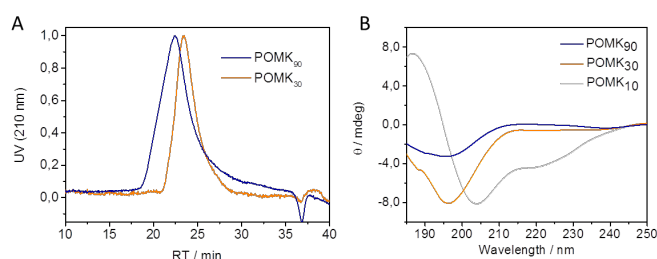 A
UV (210 nm)
1,0
0,8
0,6
0,4
0,2
0,0
POMK90
POMK30
10 15 20 25 30 35 40
RT / min
B
θ / mdeg
8,0
4,0
0,0
-4,0
-8,0
POMK90
POMK30
POMK10
190 200 210 220 230 240 250
Wavelength / nm